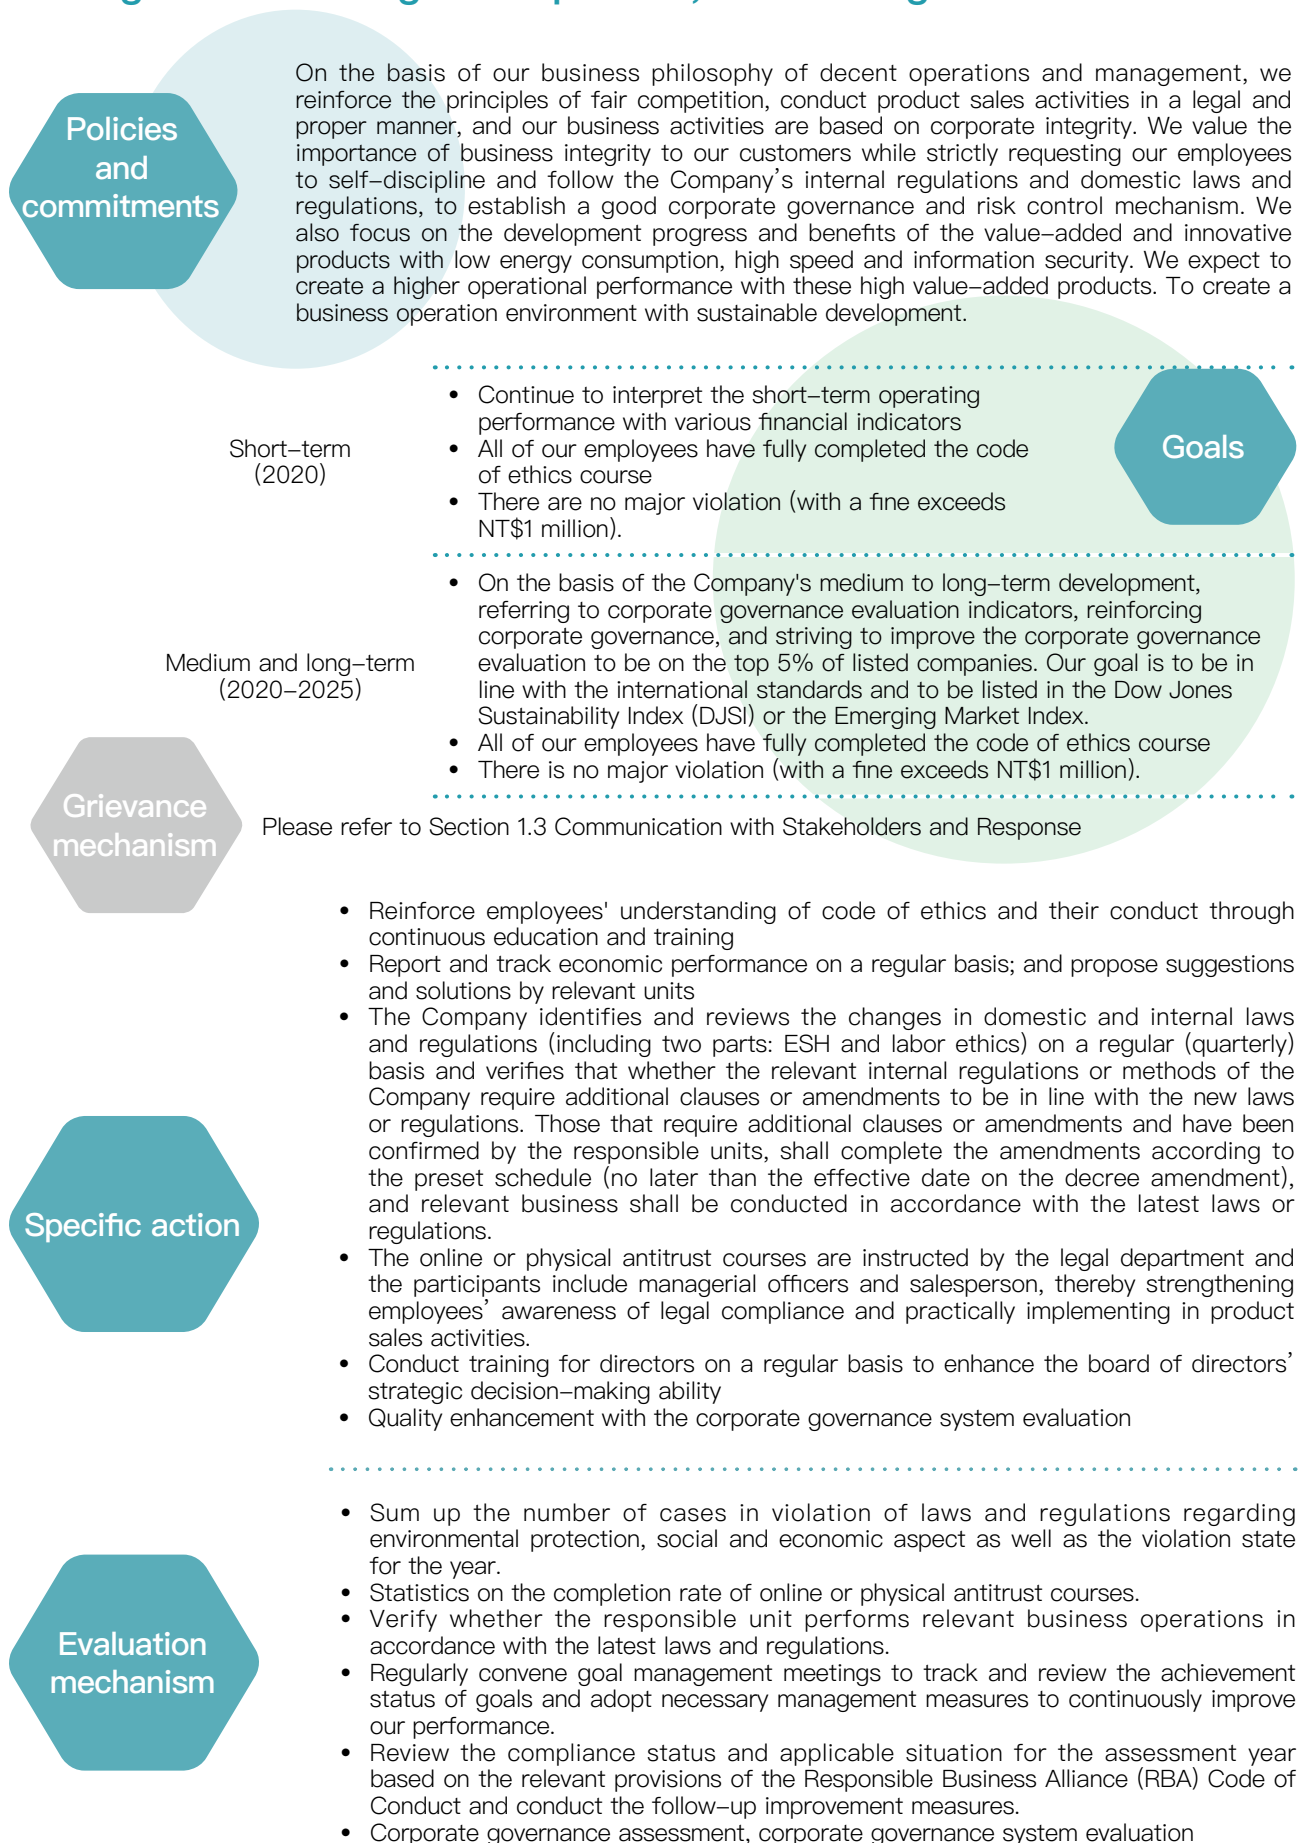 Policies
and
commitments
On the basis of our business philosophy of decent operations and management, we
reinforce the principles of fair competition, conduct product sales activities in a legal and
proper manner, and our business activities are based on corporate integrity. We value the
importance of business integrity to our customers while strictly requesting our employees
to self–discipline and follow the Company’s internal regulations and domestic laws and
regulations, to establish a good corporate governance and risk control mechanism. We
also focus on the development progress and benefits of the value–added and innovative
products with low energy consumption, high speed and information security. We expect to
create a higher operational performance with these high value–added products. To create a
business operation environment with sustainable development.
Goals
Short–term
(2020)
• Continue to interpret the short–term operating
performance with various financial indicators
• All of our employees have fully completed the code
of ethics course
• There are no major violation (with a fine exceeds
NT$1 million).
Medium and long–term
(2020–2025)
• On the basis of the Company's medium to long–term development,
referring to corporate governance evaluation indicators, reinforcing
corporate governance, and striving to improve the corporate governance
evaluation to be on the top 5% of listed companies. Our goal is to be in
line with the international standards and to be listed in the Dow Jones
Sustainability Index (DJSI) or the Emerging Market Index.
• All of our employees have fully completed the code of ethics course
• There is no major violation (with a fine exceeds NT$1 million).
Grievance
mechanism
Please refer to Section 1.3 Communication with Stakeholders and Response
Specific action
• Reinforce employees' understanding of code of ethics and their conduct through
continuous education and training
• Report and track economic performance on a regular basis; and propose suggestions
and solutions by relevant units
• The Company identifies and reviews the changes in domestic and internal laws
and regulations (including two parts: ESH and labor ethics) on a regular (quarterly)
basis and verifies that whether the relevant internal regulations or methods of the
Company require additional clauses or amendments to be in line with the new laws
or regulations. Those that require additional clauses or amendments and have been
confirmed by the responsible units, shall complete the amendments according to
the preset schedule (no later than the effective date on the decree amendment),
and relevant business shall be conducted in accordance with the latest laws or
regulations.
• The online or physical antitrust courses are instructed by the legal department and
the participants include managerial officers and salesperson, thereby strengthening
employees’ awareness of legal compliance and practically implementing in product
sales activities.
• Conduct training for directors on a regular basis to enhance the board of directors’
strategic decision–making ability
• Quality enhancement with the corporate governance system evaluation
Evaluation
mechanism
• Sum up the number of cases in violation of laws and regulations regarding
environmental protection, social and economic aspect as well as the violation state
for the year.
• Statistics on the completion rate of online or physical antitrust courses.
• Verify whether the responsible unit performs relevant business operations in
accordance with the latest laws and regulations.
• Regularly convene goal management meetings to track and review the achievement
status of goals and adopt necessary management measures to continuously improve
our performance.
• Review the compliance status and applicable situation for the assessment year
based on the relevant provisions of the Responsible Business Alliance (RBA) Code of
Conduct and conduct the follow–up improvement measures.
• Corporate governance assessment, corporate governance system evaluation